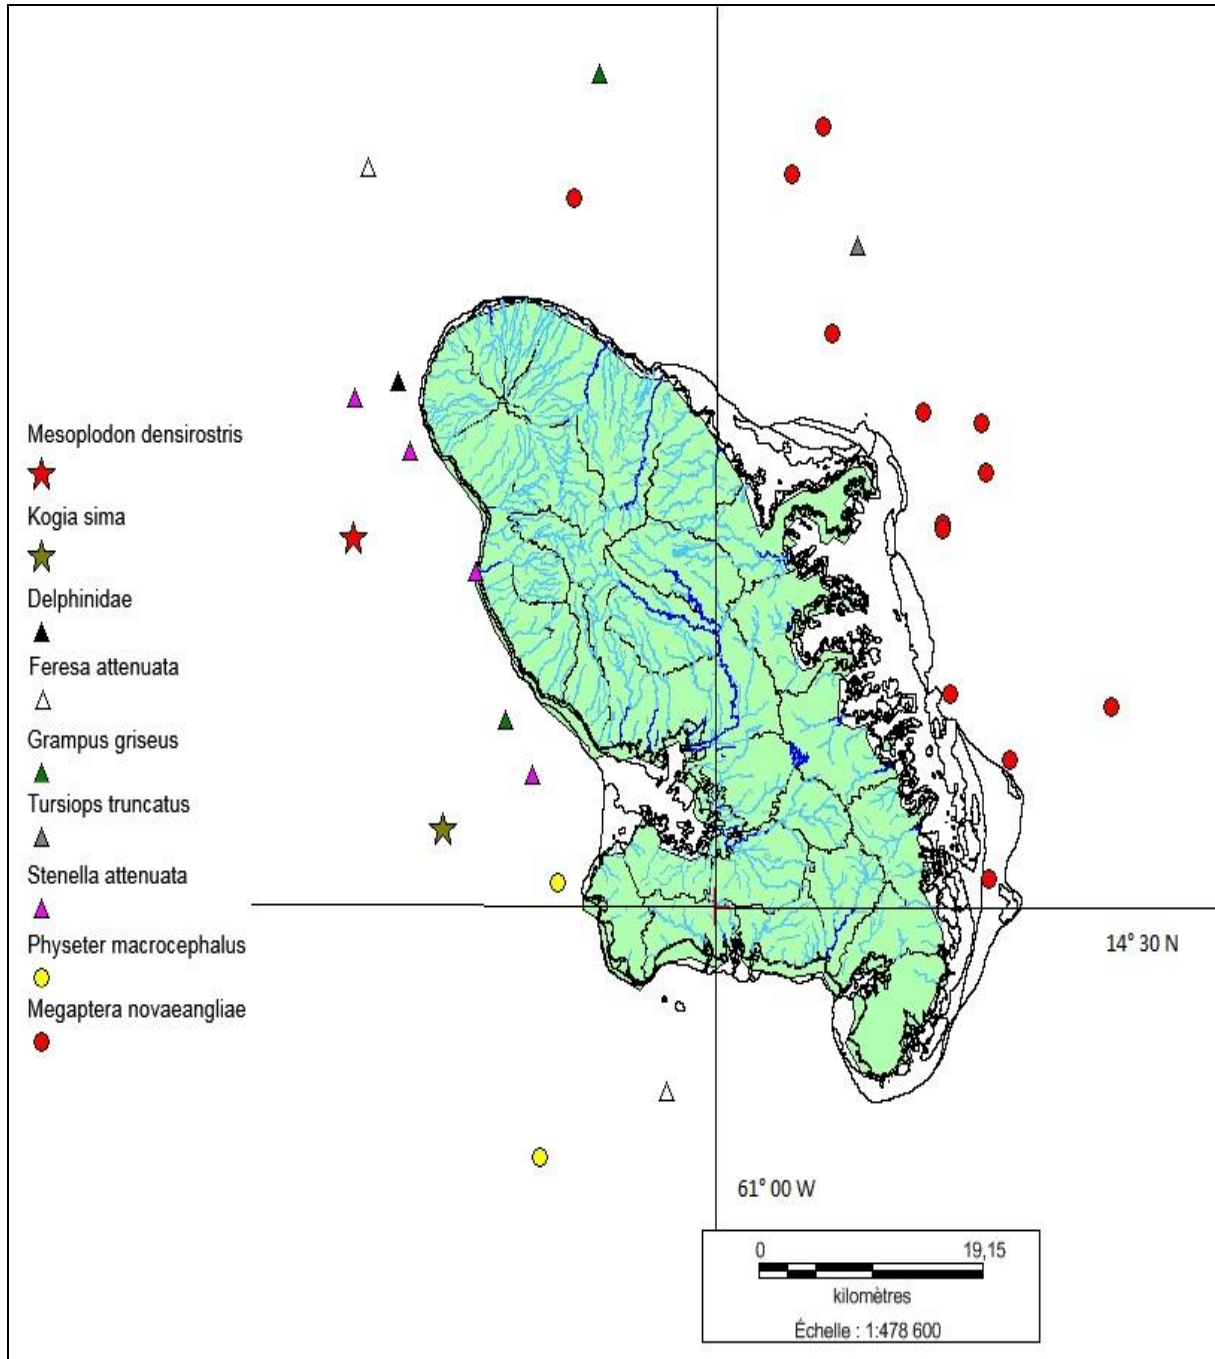 Mesoplodon densirostris
Kogia sima
Delphinidae
Feresa attenuata
Grampus griseus
Tursiops truncatus
Stenella attenuata
Physeter macrocephalus
Megaptera novaeangliae
14° 30 N
61° 00 W
0 19,15
kilomètres
Échelle : 1:478 600